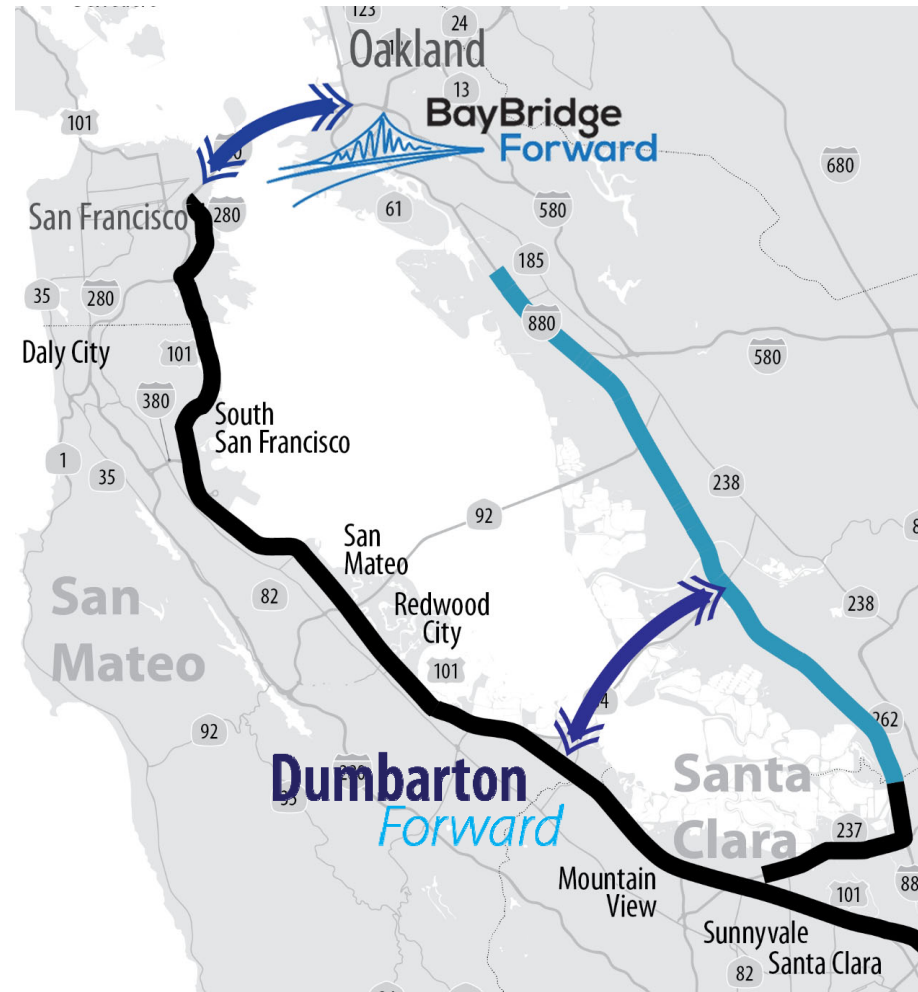 123
24
Oakland
13
BayBridge
Forward
101
680
San Francisco
280
61
580
185
35
280
880
Daly City
101
580
380
South
San Francisco
1
35
238
92
San
Mateo
San
Mateo
82
Redwood
City
238
101
92
262
Dumbarton
Forward
35
Santa
Clara
237
Mountain
View
101
Sunnyvale
82
Santa Clara